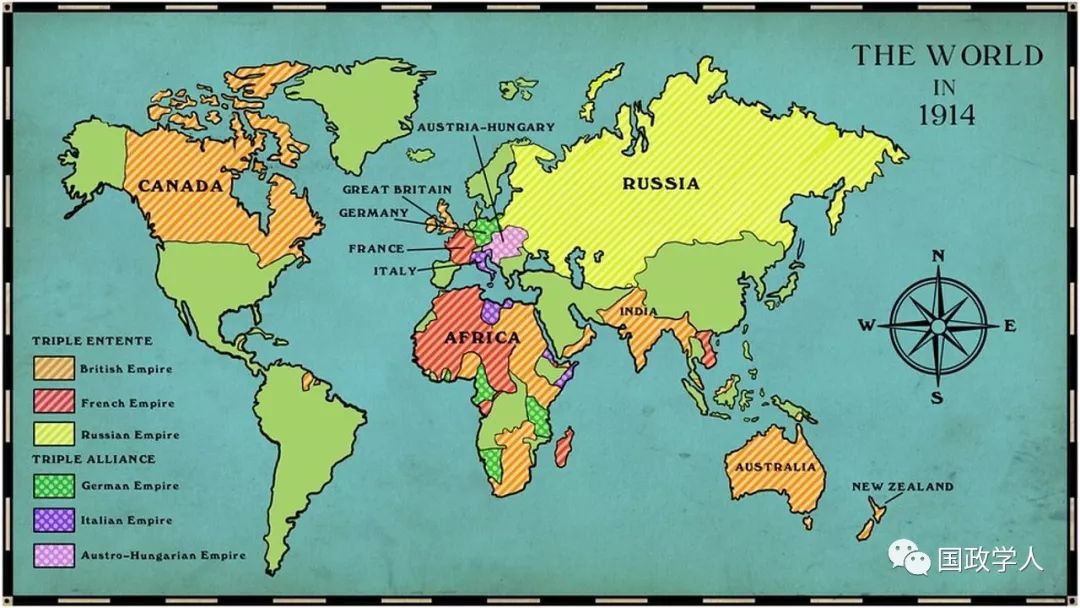 THE WORLD
IN
1914
AUSTRIA-HUNGARY
CANADA
RUSSIA
GREAT BRITAIN
GERMANY
FRANCE
ITALY
N
INDIA
W
E
AFRICA
S
TRIPLE ENTENTE
British Empire
French Empire
Russian Empire
TRIPLE ALLIANCE
German Empire
Italian Empire
Austro-Hungarian Empire
AUSTRALIA
NEW ZEALAND
国政学人